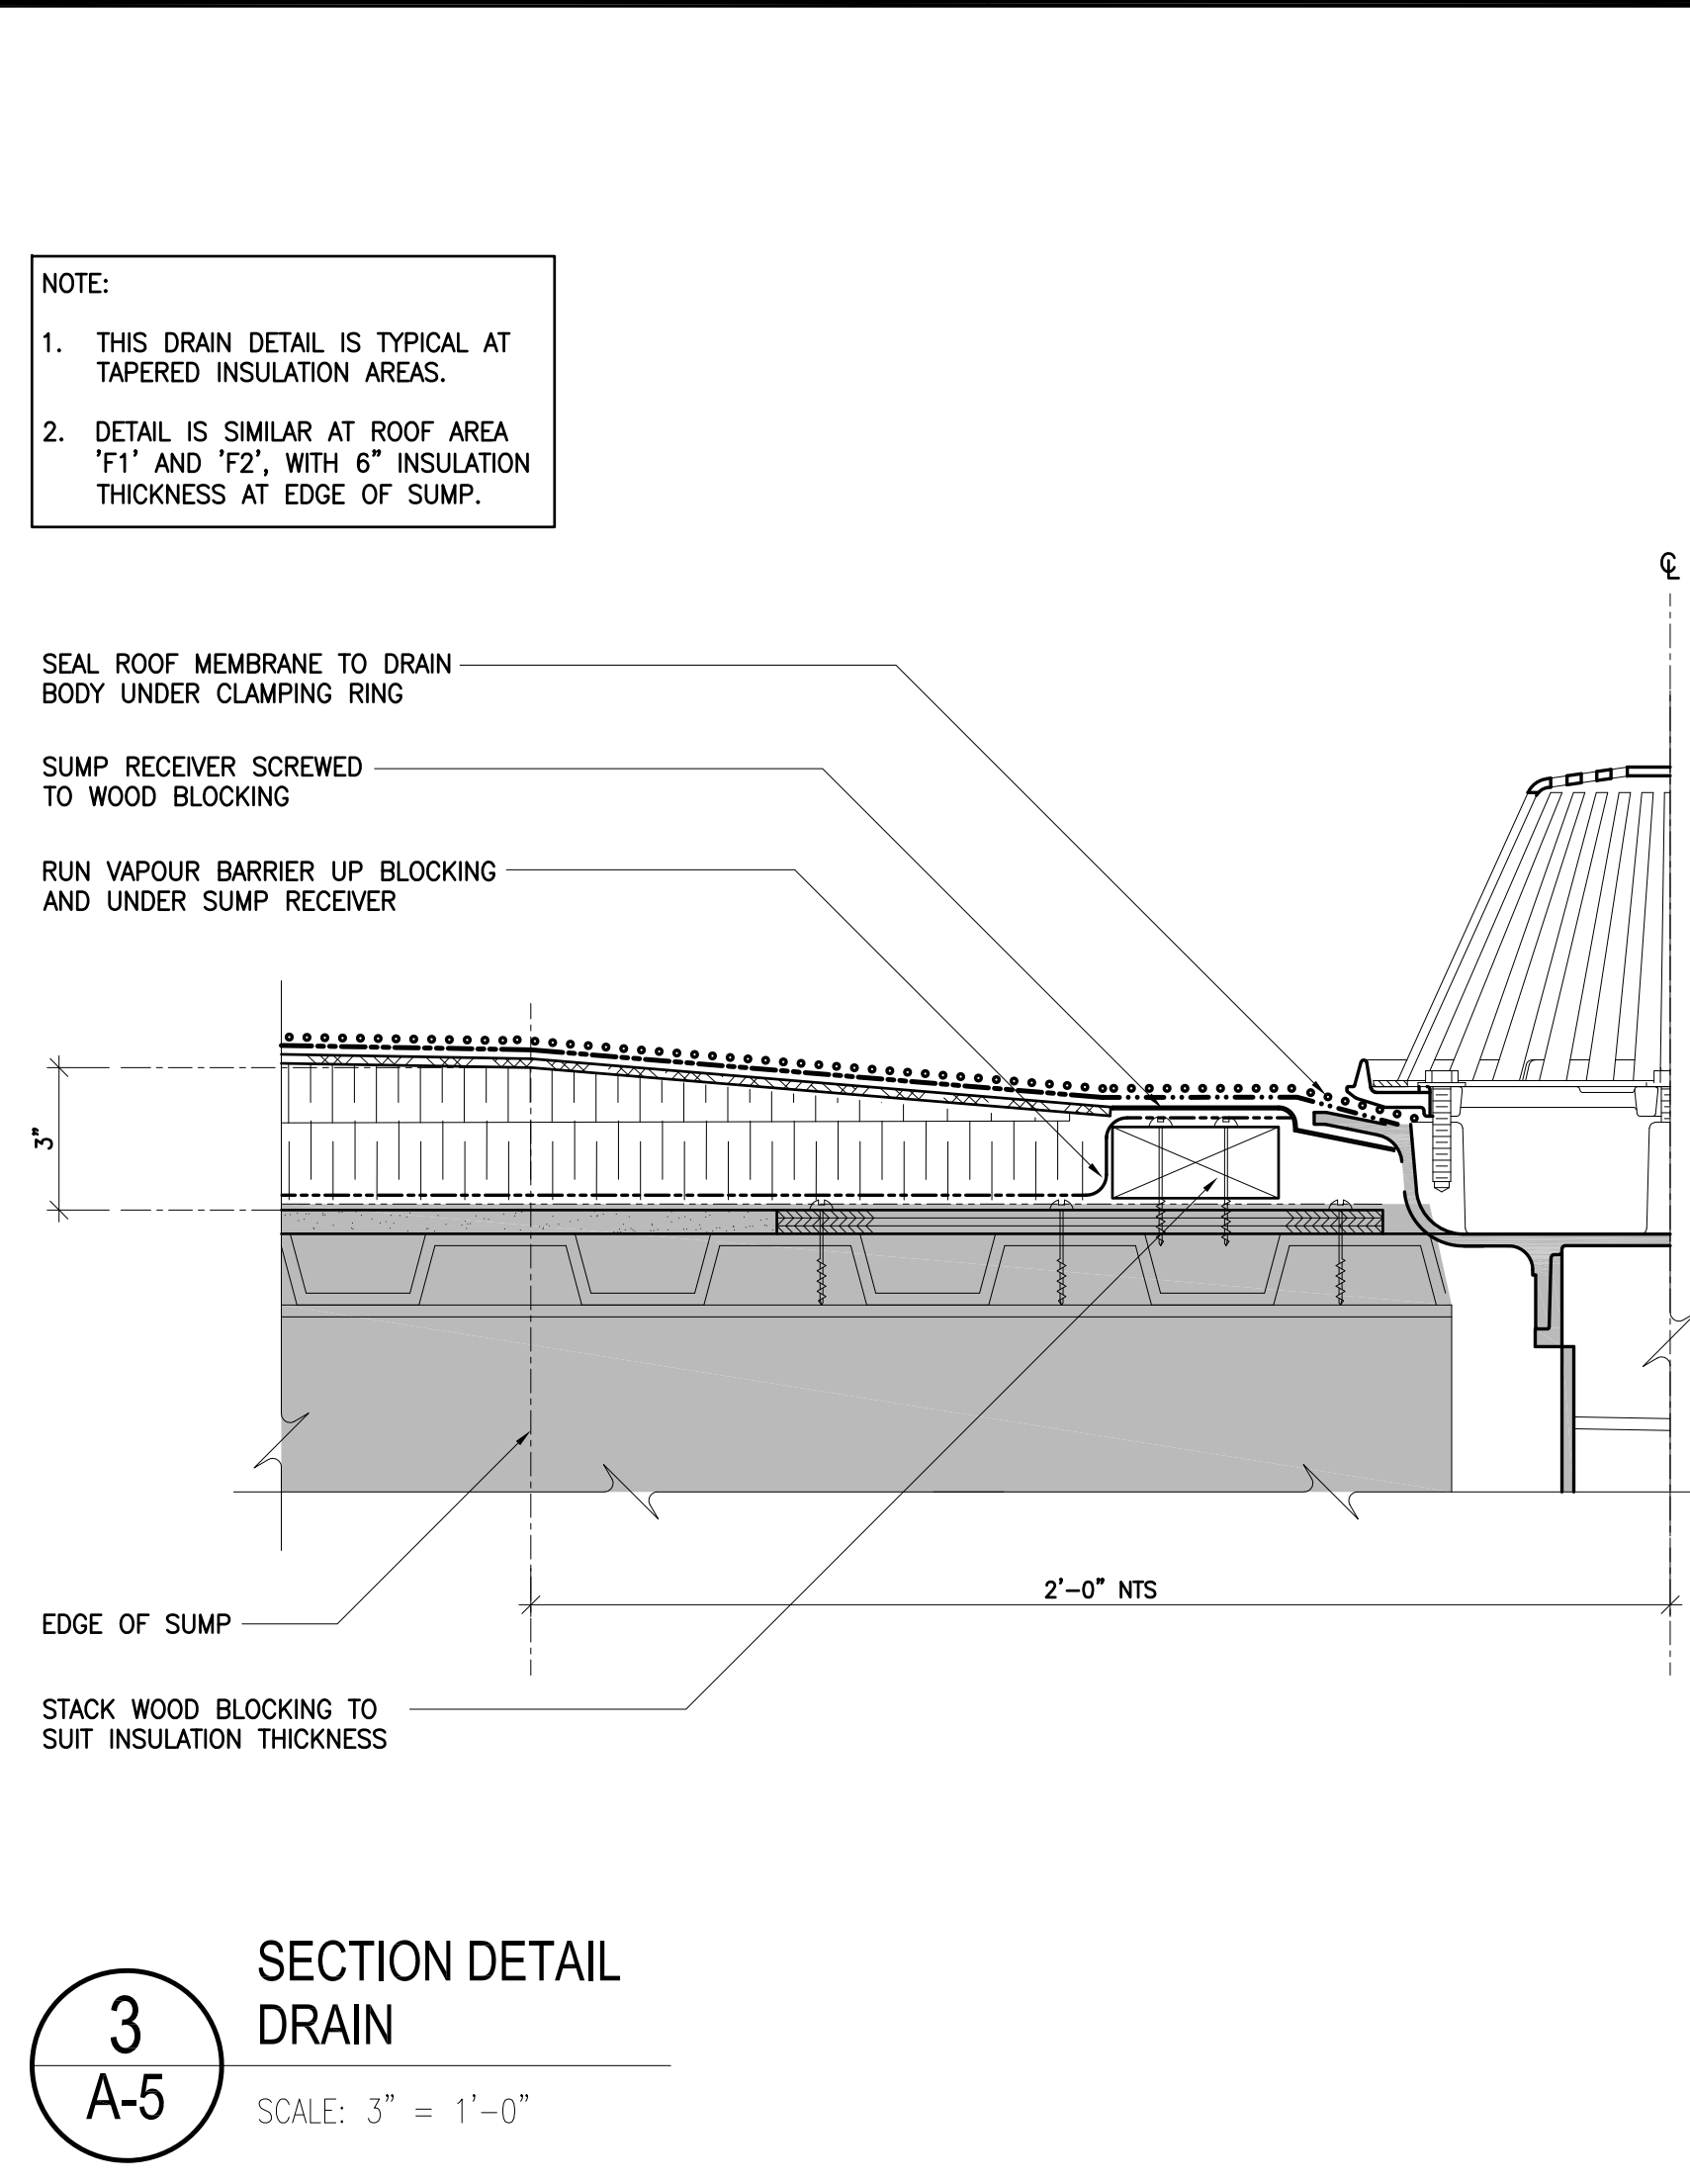 NOTE:
1. THIS DRAIN DETAIL IS TYPICAL AT
TAPERED INSULATION AREAS.
2. DETAIL IS SIMILAR AT ROOF AREA
'F1' AND 'F2', WITH 6" INSULATION
THICKNESS AT EDGE OF SUMP.
℄
SEAL ROOF MEMBRANE TO DRAIN
BODY UNDER CLAMPING RING
SUMP RECEIVER SCREWED
TO WOOD BLOCKING
RUN VAPOUR BARRIER UP BLOCKING
AND UNDER SUMP RECEIVER
3"
2'-0" NTS
EDGE OF SUMP
STACK WOOD BLOCKING TO
SUIT INSULATION THICKNESS
3
A-5
SECTION DETAIL
DRAIN
SCALE: 3" = 1'-0"